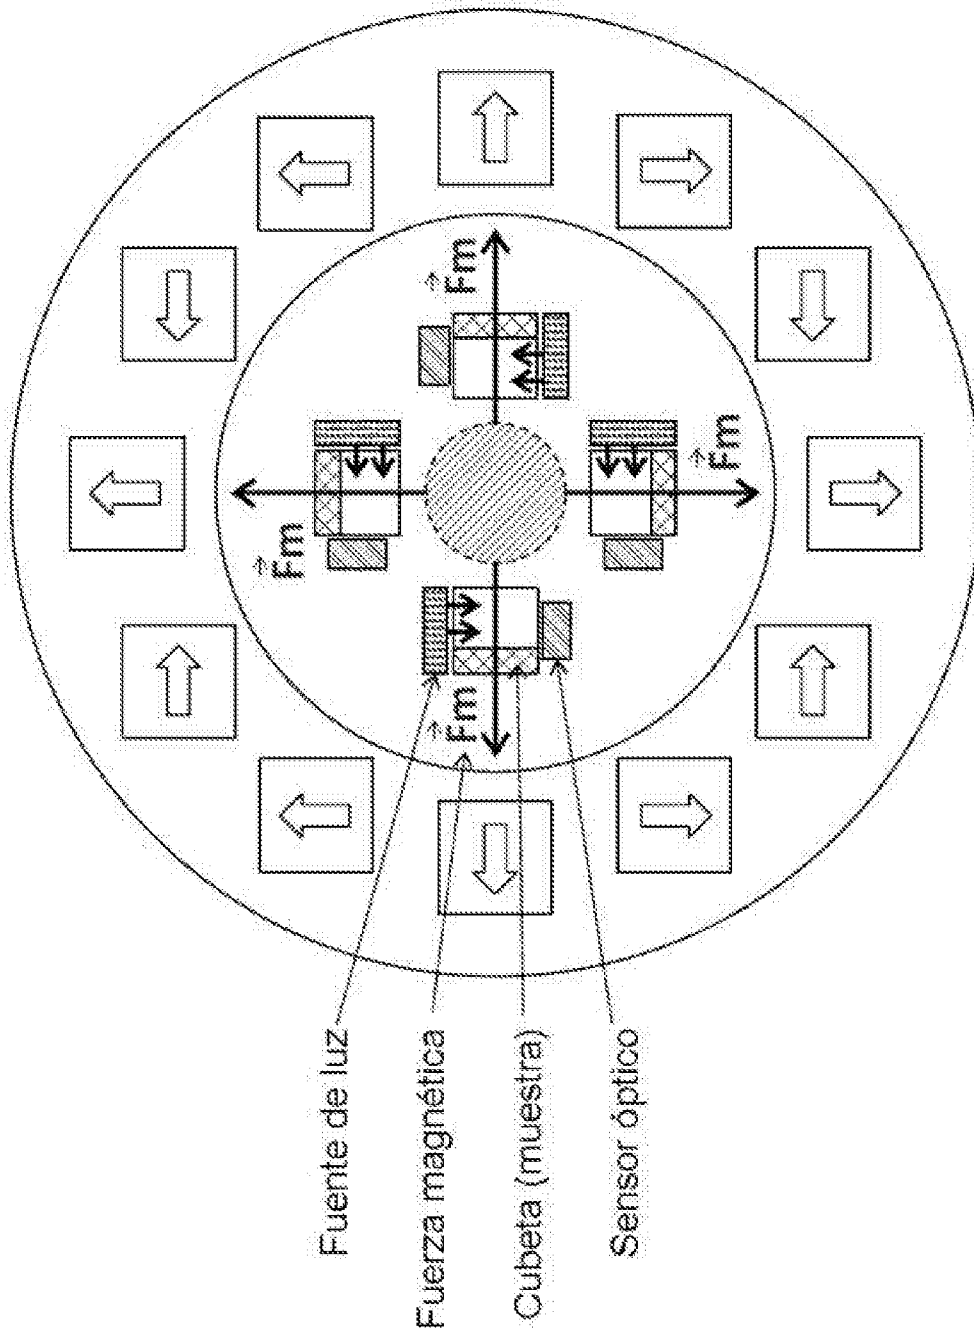 Fuente de luz
Fuerza magnética
Cubeta (muestra)
Sensor óptico
Fm
Fm
Fm
Fm